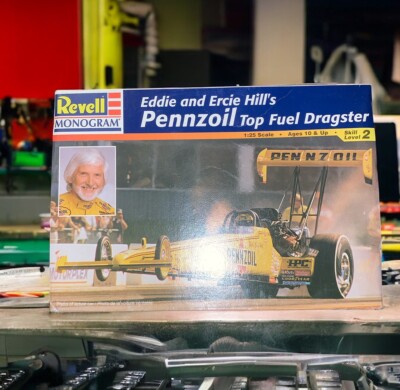 Revell
MONOGRAM
Eddie and Ercie Hill's
Pennzoil Top Fuel Dragster
1:25 Scale • Ages 10 & Up • Skill Level 2
PENNZOIL
PENNZOIL